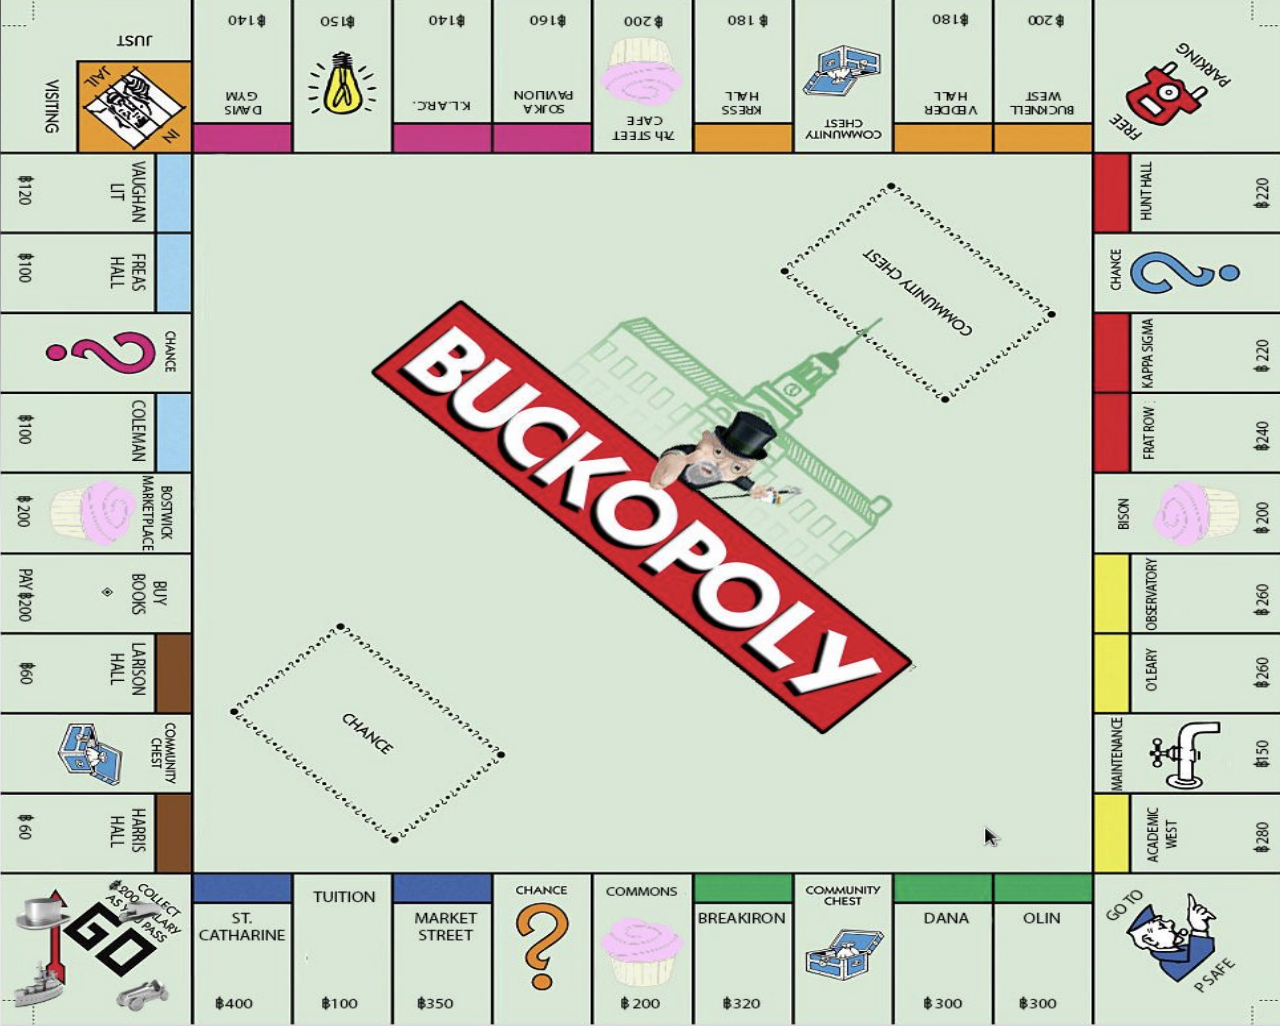 JUST
VISITING
IN
JAIL
฿140
DAVIS
GYM
฿150
฿140
K.L.A.R.C.
฿160
SOJKA
PAVILION
฿200
7th STREET
CAFE
฿180
KRESS
HALL
COMMUNITY
CHEST
฿180
VEDDER
HALL
฿200
BUCKNELL
WEST
FREE
PARKING
VAUGHAN
LIT
฿120
FREAS
HALL
฿100
CHANCE
COLEMAN
฿100
BOSTWICK
MARKETPLACE
฿200
BUY
BOOKS
PAY ฿200
LARISON
HALL
฿60
COMMUNITY
CHEST
HARRIS
HALL
฿60
COMMUNITY CHEST
BUCKOPOLY
CHANCE
HUNT HALL
฿220
CHANCE
KAPPA SIGMA
฿220
FRAT ROW
฿240
BISON
฿200
OBSERVATORY
฿260
O'LEARY
฿260
MAINTENANCE
฿150
ACADEMIC
WEST
฿280
COLLECT
฿200 SALARY
AS YOU PASS
GO
ST.
CATHARINE
฿400
TUITION
฿100
MARKET
STREET
฿350
CHANCE
COMMONS
฿200
BREAKIRON
฿320
COMMUNITY
CHEST
DANA
฿300
OLIN
฿300
GO TO
P SAFE